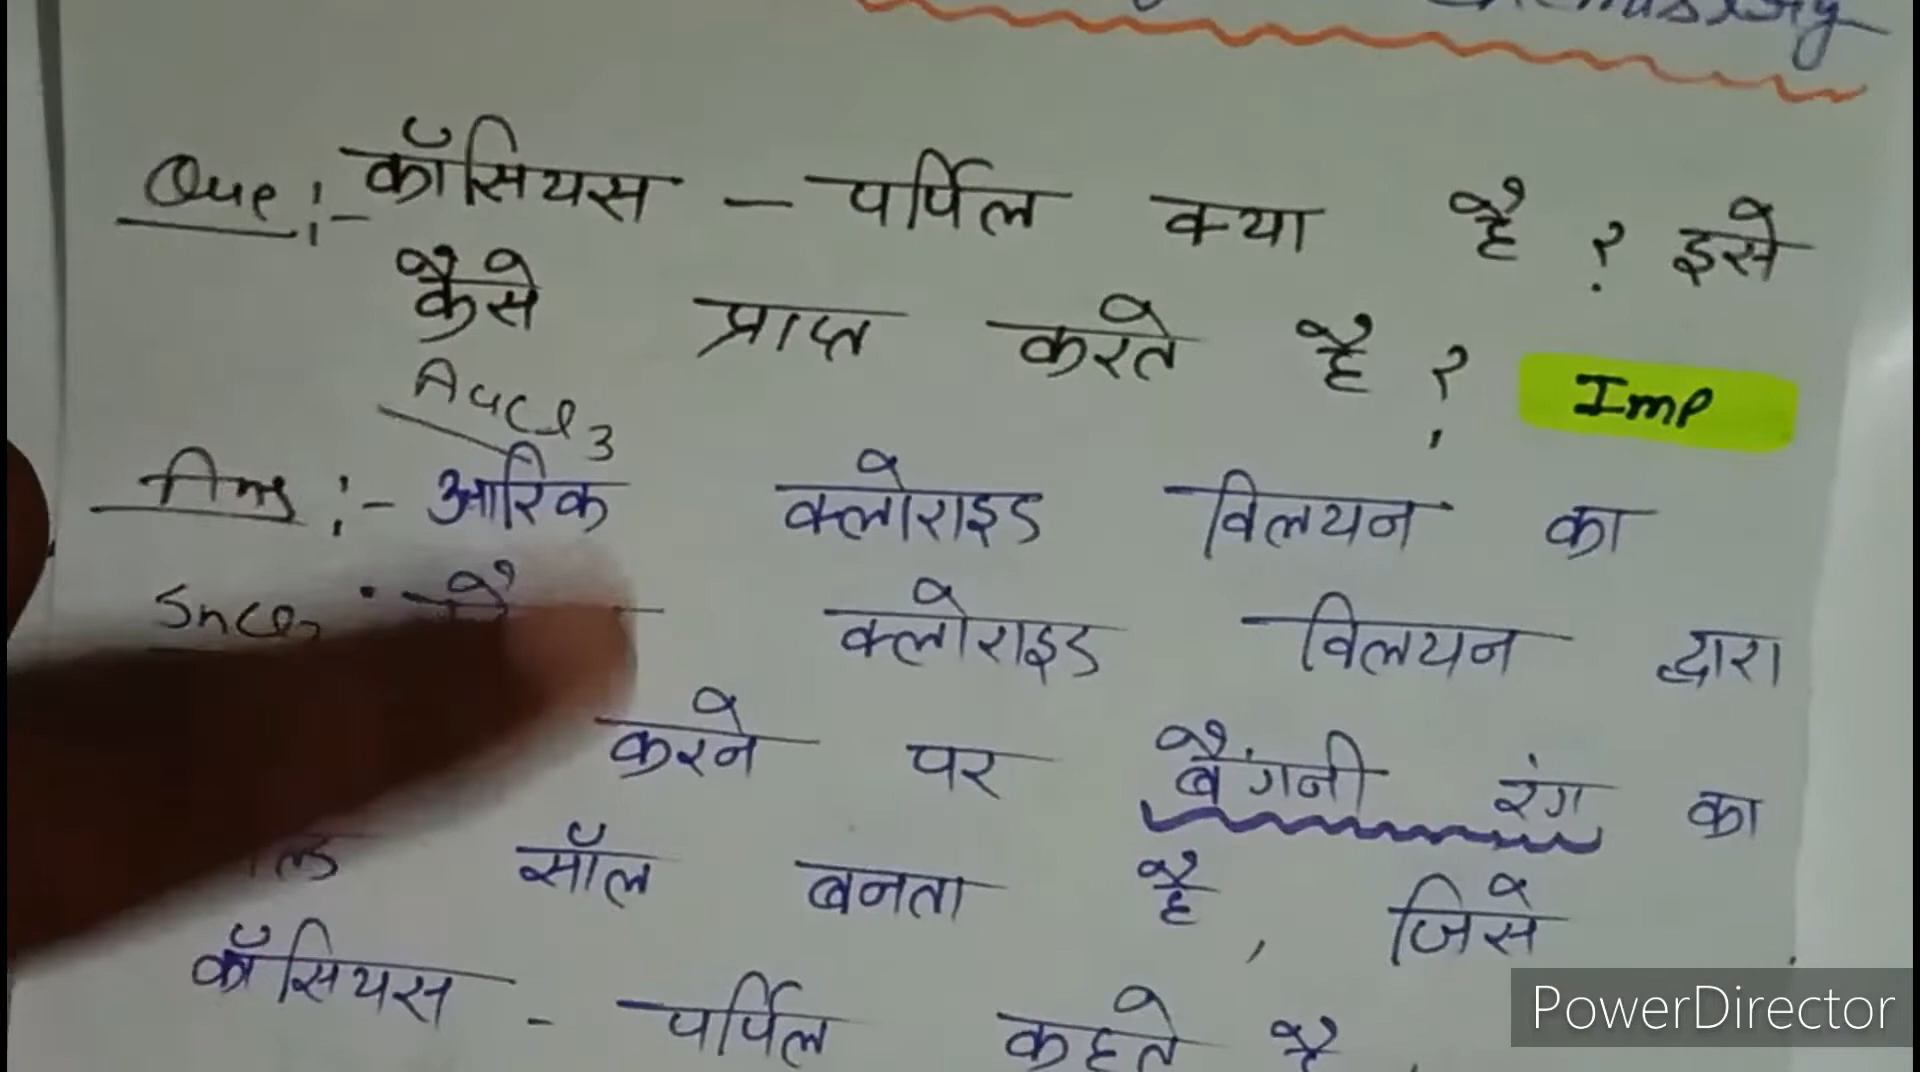 Que :- कॉसियस - पर्पिल क्या है ? इसे
कैसे प्राप्त करते है ?
Imp
AuCl3
Ans :- आरिक क्लोराइड विलयन का
क्लोराइड विलयन द्वारा
करने पर बैंगनी रंग का
सॉल बनता है , जिसे
कॉसियस - पर्पिल कहते है
PowerDirector